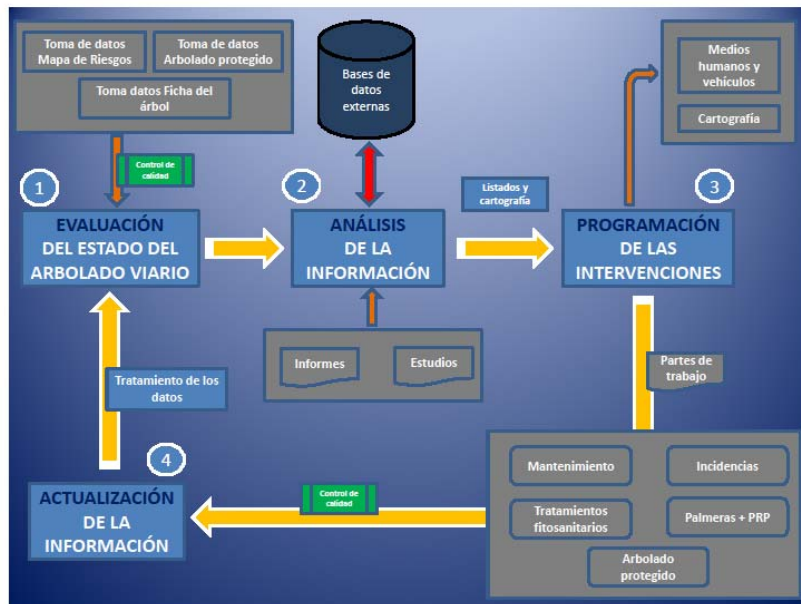 Toma de datos
Mapa de Riesgos
Toma de datos
Arbolado protegido
Toma datos Ficha del
árbol
Bases de
datos
externas
Medios
humanos y
vehículos
Cartografía
Control de
calidad
1
2
Listados y
cartografía
3
EVALUACIÓN
DEL ESTADO DEL
ARBOLADO VIARIO
ANÁLISIS
DE LA
INFORMACIÓN
PROGRAMACIÓN
DE LAS
INTERVENCIONES
Informes
Estudios
Partes de
trabajo
Tratamiento de los
datos
4
Mantenimiento
Incidencias
Tratamientos
fitosanitarios
Palmeras + PRP
Arbolado
protegido
Control de
calidad
ACTUALIZACIÓN
DE LA
INFORMACIÓN